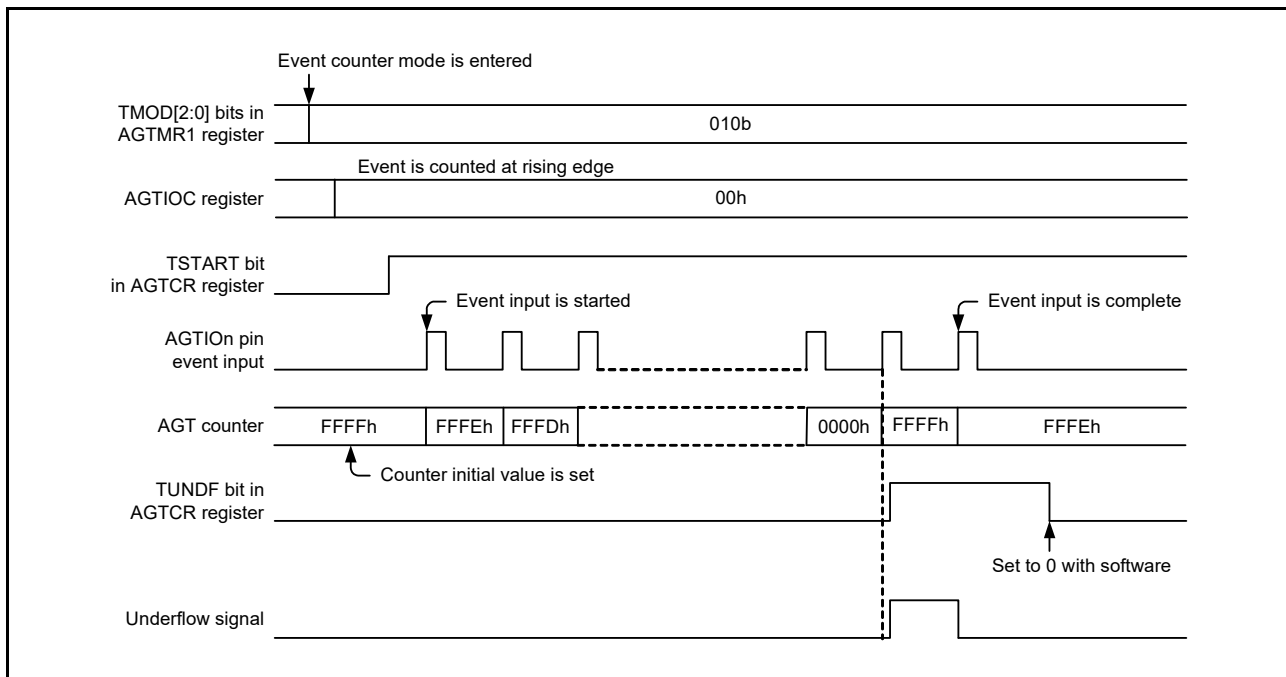 Event counter mode is entered
TMOD[2:0] bits in
AGTMR1 register
010b
Event is counted at rising edge
AGTIOC register
00h
TSTART bit
in AGTCR register
Event input is started
Event input is complete
AGTIOn pin
event input
AGT counter
FFFFh
FFFEh
FFFDh
0000h
FFFFh
FFFEh
Counter initial value is set
TUNDF bit in
AGTCR register
Set to 0 with software
Underflow signal